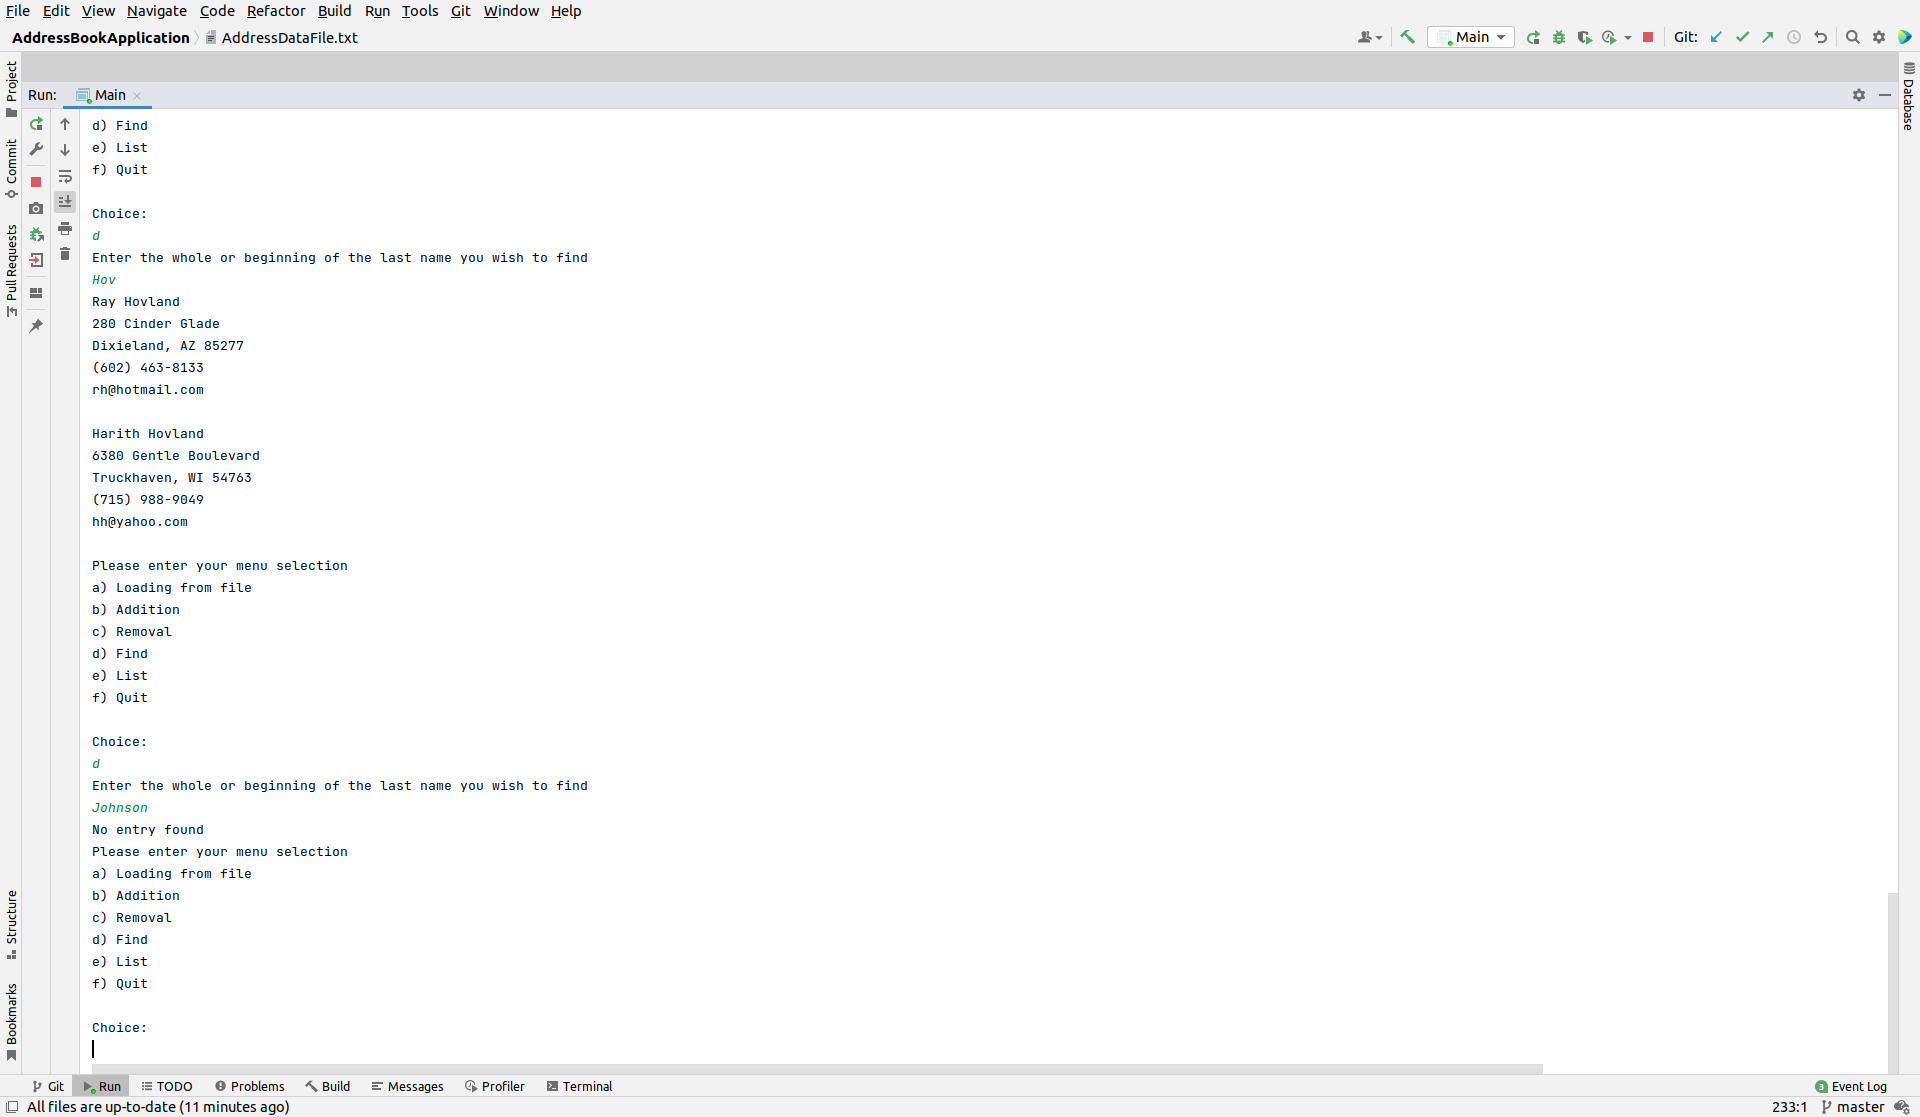 File Edit View Navigate Code Refactor Build Run Tools Git Window Help
AddressBookApplication AddressDataFile.txt Main Git:
Project
Commit
Pull Requests
Structure
Bookmarks
Database
Run: Main
d) Find
e) List
f) Quit
Choice:
d
Enter the whole or beginning of the last name you wish to find
Hov
Ray Hovland
280 Cinder Glade
Dixieland, AZ 85277
(602) 463-8133
rh@hotmail.com
Harith Hovland
6380 Gentle Boulevard
Truckhaven, WI 54763
(715) 988-9049
hh@yahoo.com
Please enter your menu selection
a) Loading from file
b) Addition
c) Removal
d) Find
e) List
f) Quit
Choice:
d
Enter the whole or beginning of the last name you wish to find
Johnson
No entry found
Please enter your menu selection
a) Loading from file
b) Addition
c) Removal
d) Find
e) List
f) Quit
Choice:
Git Run TODO Problems Build Messages Profiler Terminal 3 Event Log
All files are up-to-date (11 minutes ago) 233:1 master